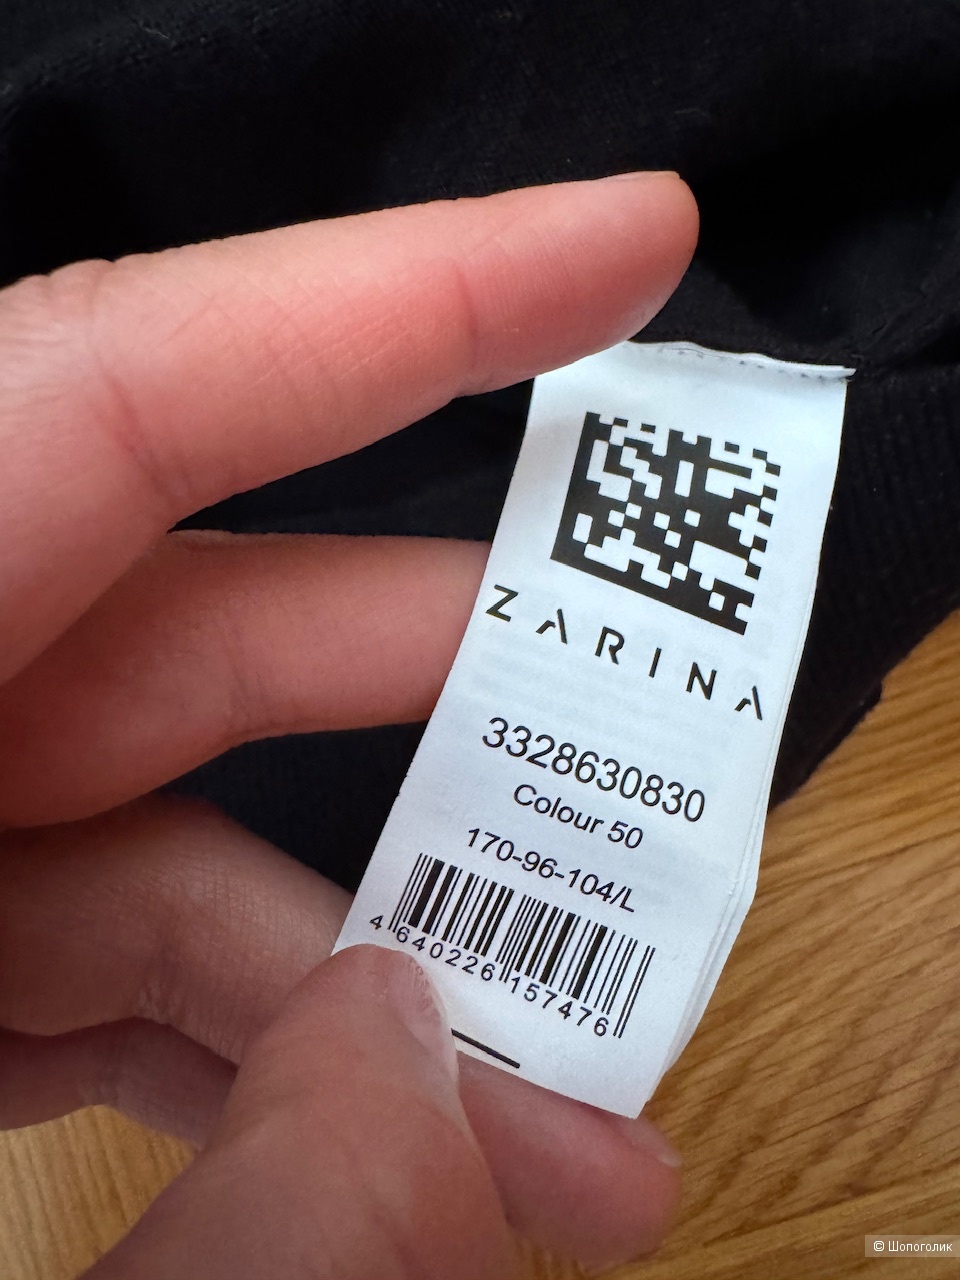 ZARINA
3328630830
Colour 50
170-96-104/L
4 640226 157476
© Шопоголик